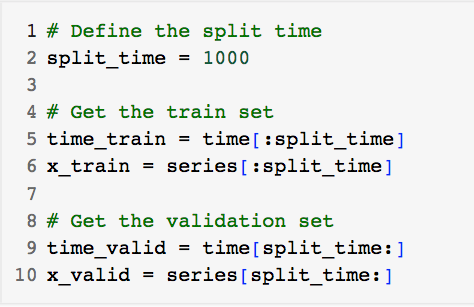 1 # Define the split time
2 split_time = 1000
3
4 # Get the train set
5 time_train = time[:split_time]
6 x_train = series[:split_time]
7
8 # Get the validation set
9 time_valid = time[split_time:]
10 x_valid = series[split_time:]